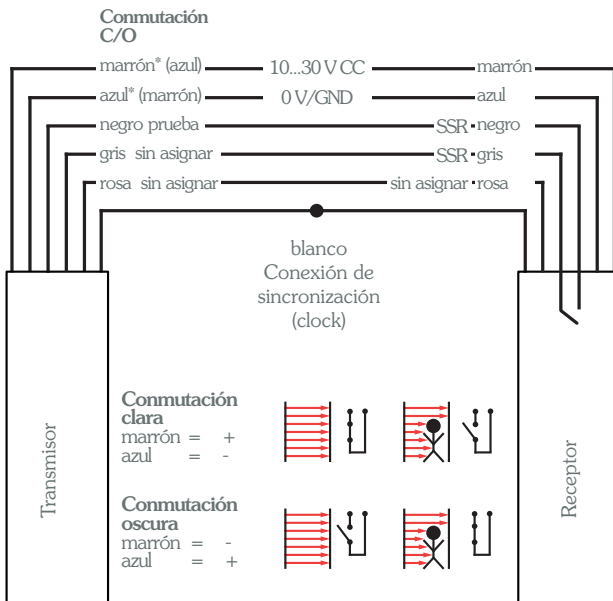 Conmutación
C/O
marrón* (azul) 10...30 V CC marrón
azul* (marrón) 0 V/GND azul
negro prueba SSR negro
gris sin asignar SSR gris
rosa sin asignar sin asignar rosa
blanco
Conexión de
sincronización
(clock)
Transmisor
Conmutación
clara
marrón = +
azul = -
Conmutación
oscura
marrón = -
azul = +
Receptor